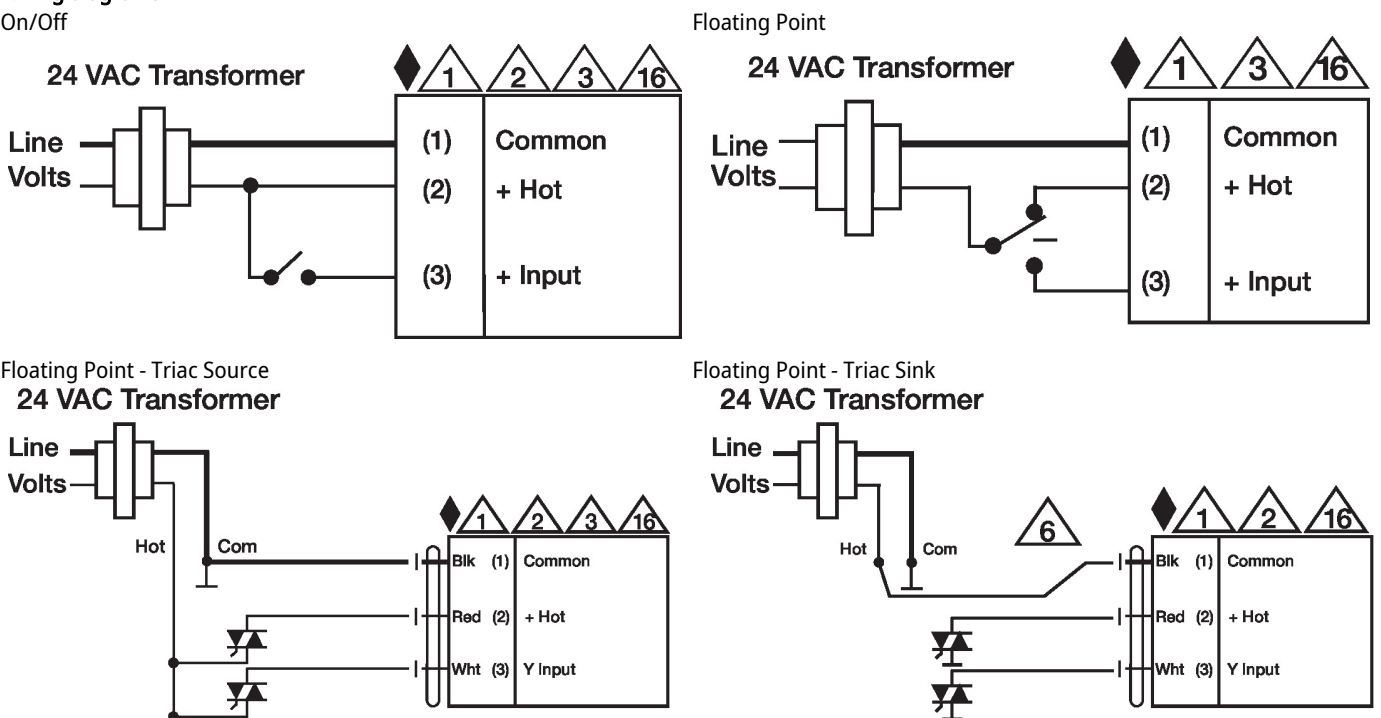 On/Off
24 VAC Transformer
1 2 3 16
Line
Volts
(1) Common
(2) + Hot
(3) + Input
Floating Point
24 VAC Transformer
1 3 16
Line
Volts
(1) Common
(2) + Hot
(3) + Input
Floating Point - Triac Source
24 VAC Transformer
Line
Volts
1 2 3 16
Hot Com
Blk (1) Common
Red (2) + Hot
Wht (3) Y Input
Floating Point - Triac Sink
24 VAC Transformer
Line
Volts
6
1 2 16
Hot Com
Blk (1) Common
Red (2) + Hot
Wht (3) Y Input